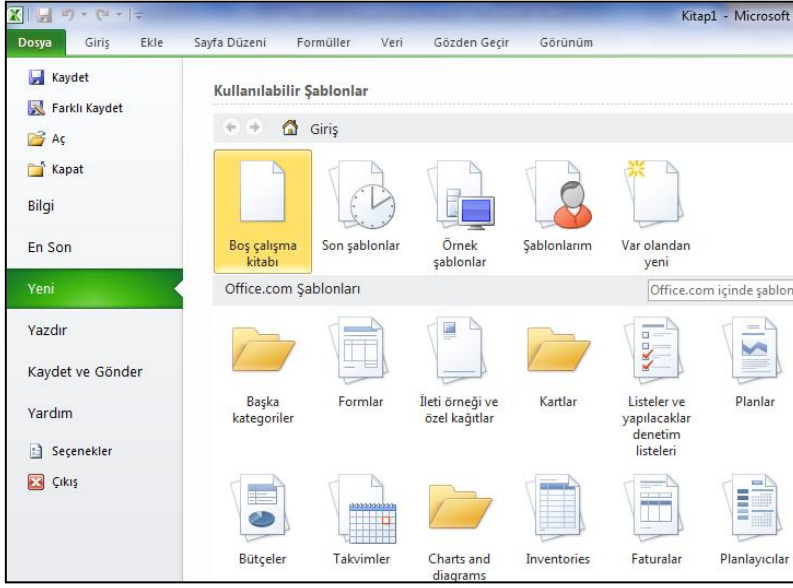 Kitap1 - Microsoft
Dosya Giriş Ekle Sayfa Düzeni Formüller Veri Gözden Geçir Görünüm
Kaydet
Farklı Kaydet
Aç
Kapat
Bilgi
En Son
Yeni
Yazdır
Kaydet ve Gönder
Yardım
Seçenekler
Çıkış
Kullanılabilir Şablonlar
Giriş
Boş çalışma
kitabı
Son şablonlar
Örnek
şablonlar
Şablonlarım
Var olandan
yeni
Office.com Şablonları
Office.com içinde şablon
Başka
kategoriler
Formlar
İleti örneği ve
özel kağıtlar
Kartlar
Listeler ve
yapılacaklar
denetim
listeleri
Planlar
Bütçeler
Takvimler
Charts and
diagrams
Inventories
Faturalar
Planlayıcılar